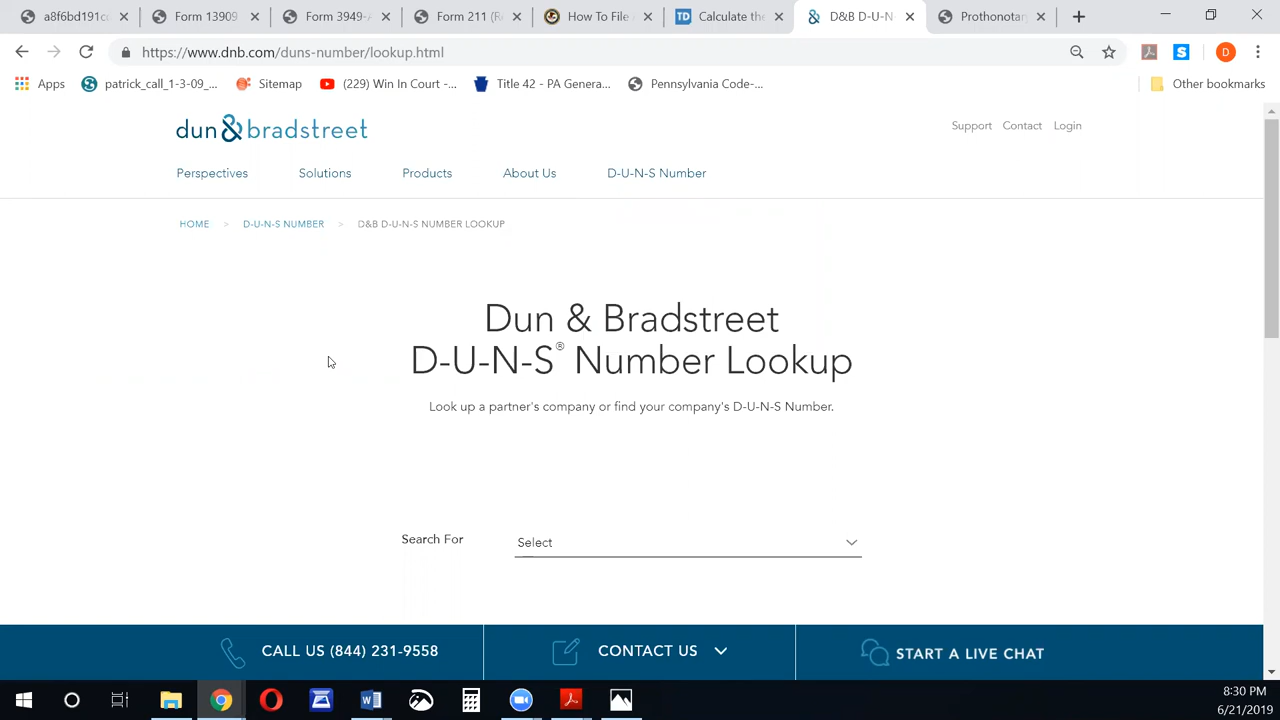 a8f6bd191cc
Form 13909
Form 3949-A
Form 211 (R
How To File A
Calculate the
D&B D-U-N
Prothonotar
https://www.dnb.com/duns-number/lookup.html
D
Apps
patrick_call_1-3-09_...
Sitemap
(229) Win In Court -...
Title 42 - PA Genera...
Pennsylvania Code-...
Other bookmarks
dun & bradstreet
Support Contact Login
Perspectives Solutions Products About Us D-U-N-S Number
HOME > D-U-N-S NUMBER > D&B D-U-N-S NUMBER LOOKUP
Dun & Bradstreet
D-U-N-S® Number Lookup
Look up a partner's company or find your company's D-U-N-S Number.
Search For Select
CALL US (844) 231-9558 CONTACT US START A LIVE CHAT
8:30 PM
6/21/2019